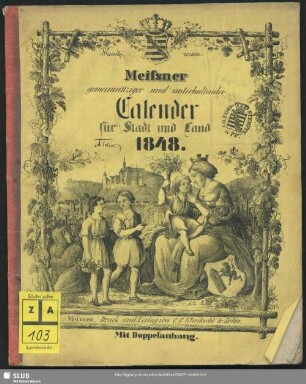 Meißner
gemeinnütziger und unterhaltender
Calender
für Stadt und Land
1848.
Z A
103
Meissen, Druck und Verlag von C. E. Klinkicht & Sohn.
Mit Doppelanhang.
SLUB